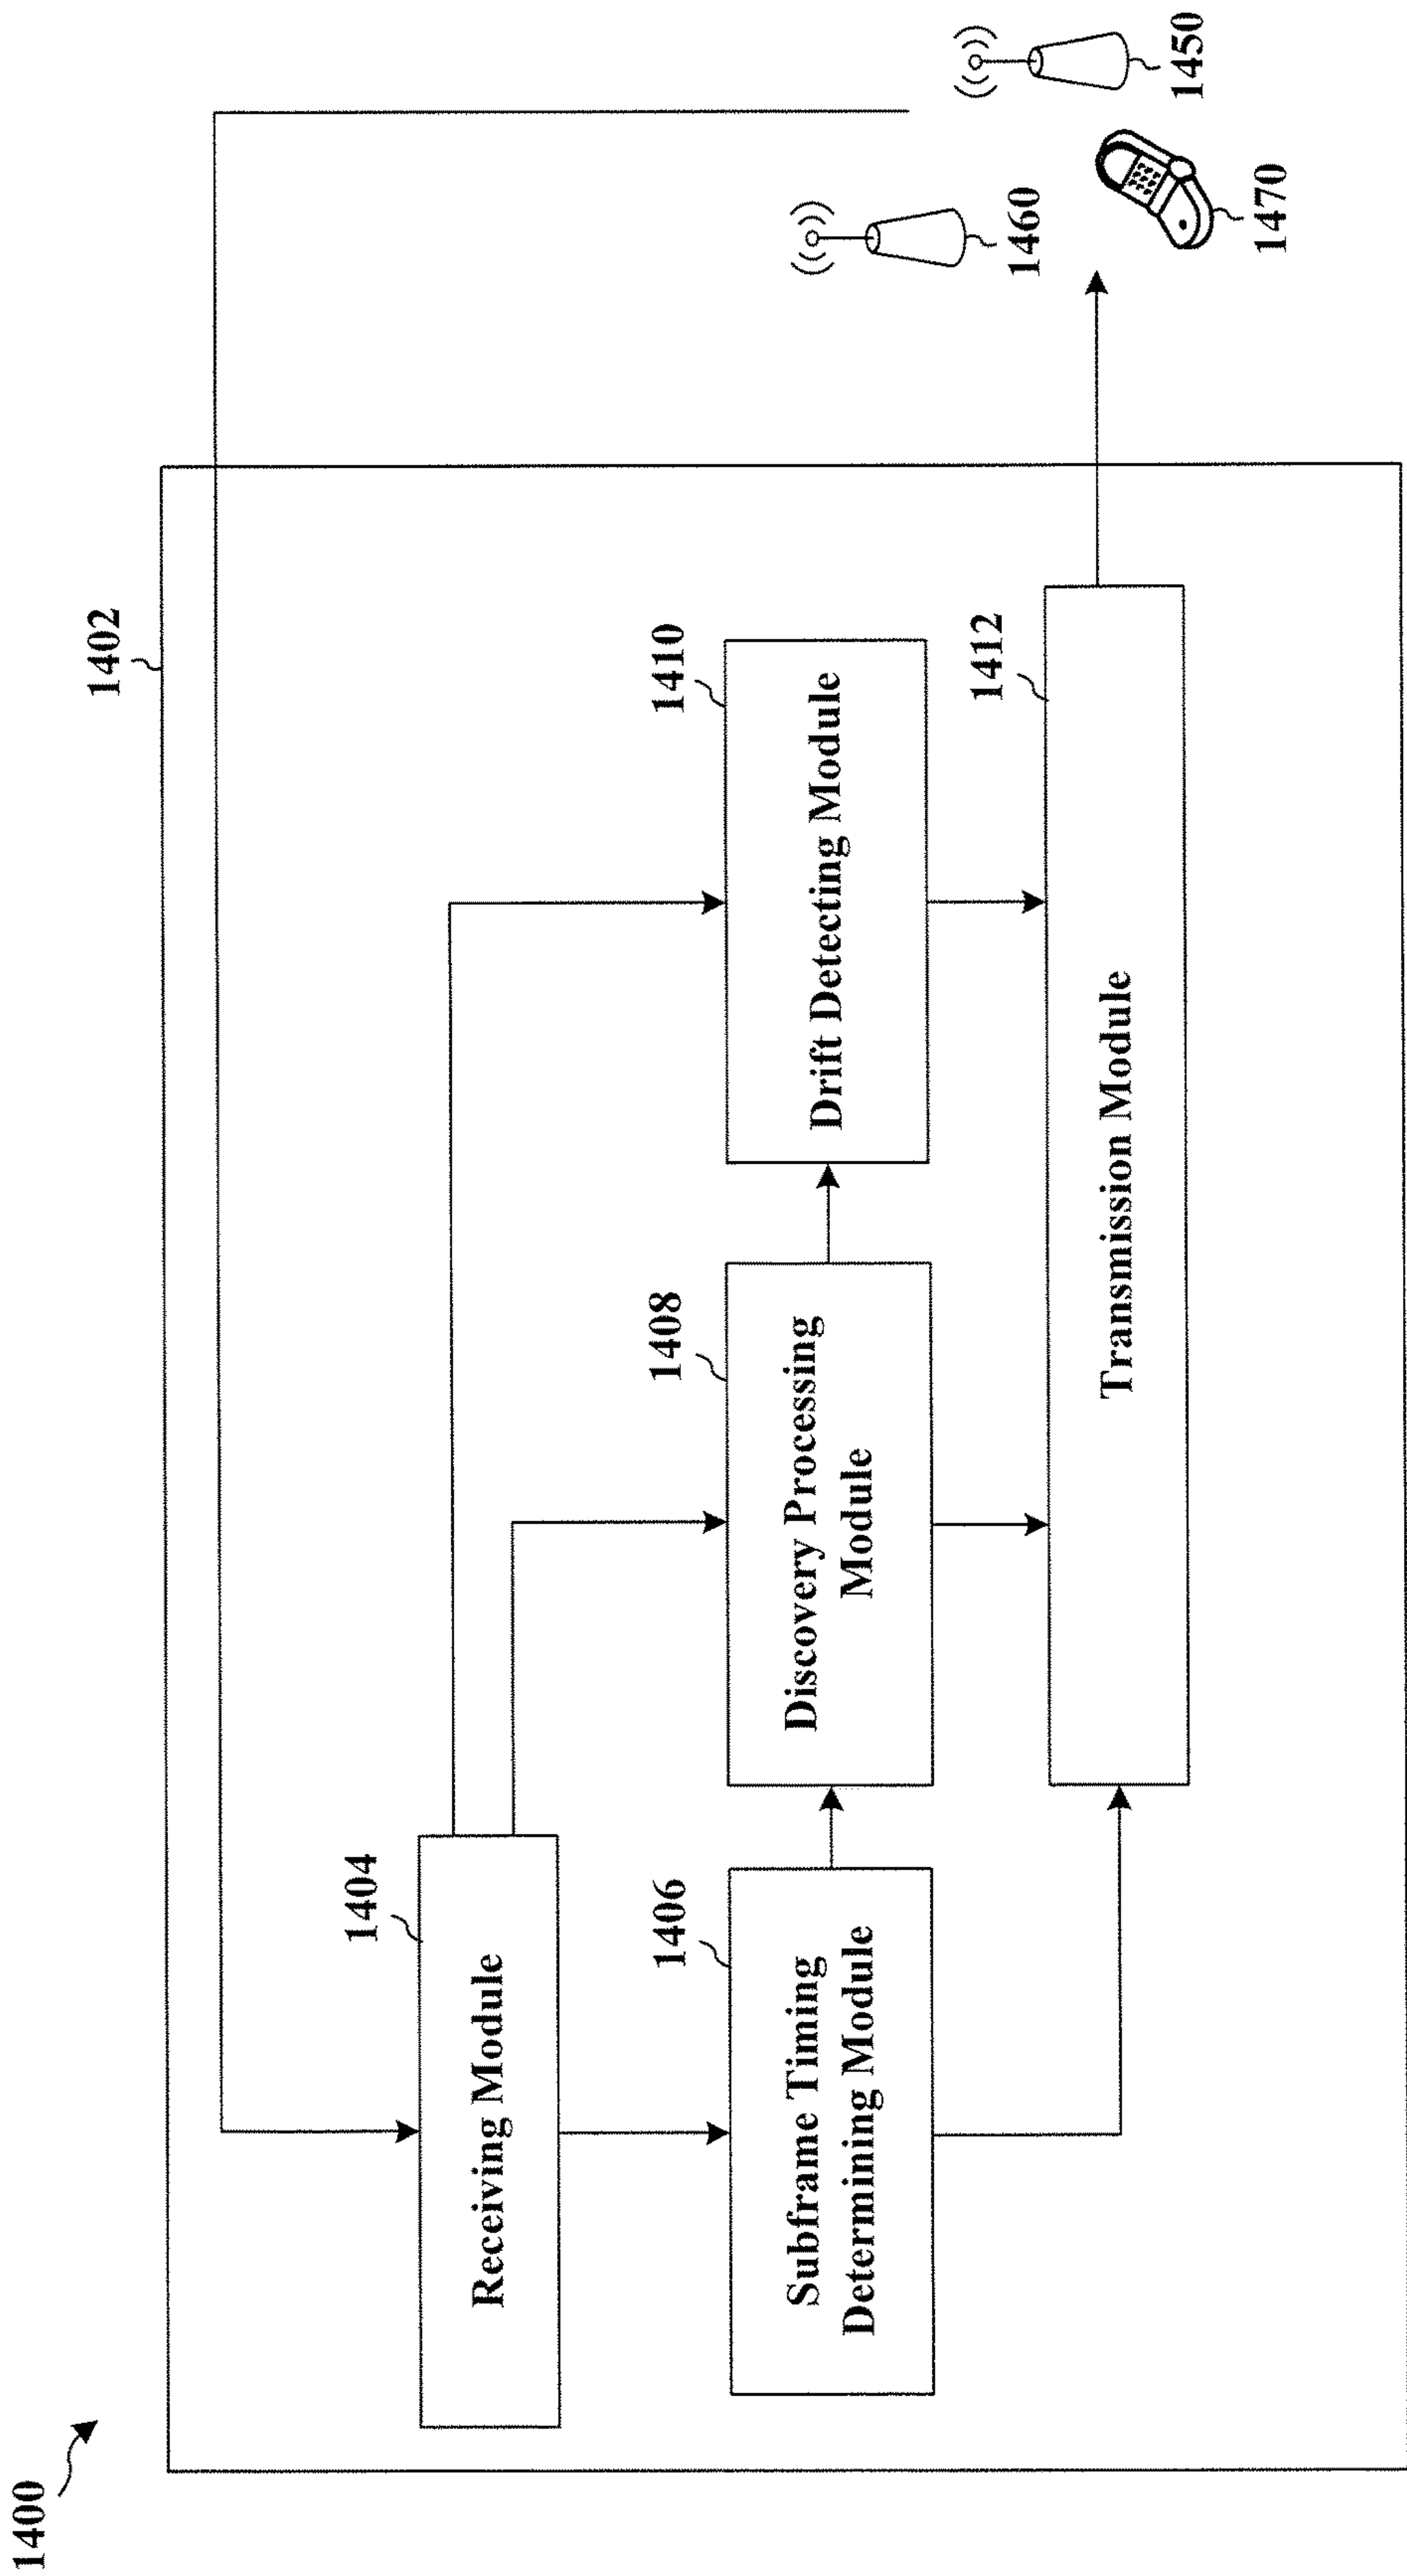 1400
1402
1404
Receiving Module
1406
Subframe Timing
Determining Module
1408
Discovery Processing
Module
1410
Drift Detecting Module
1412
Transmission Module
1460
1450
1470